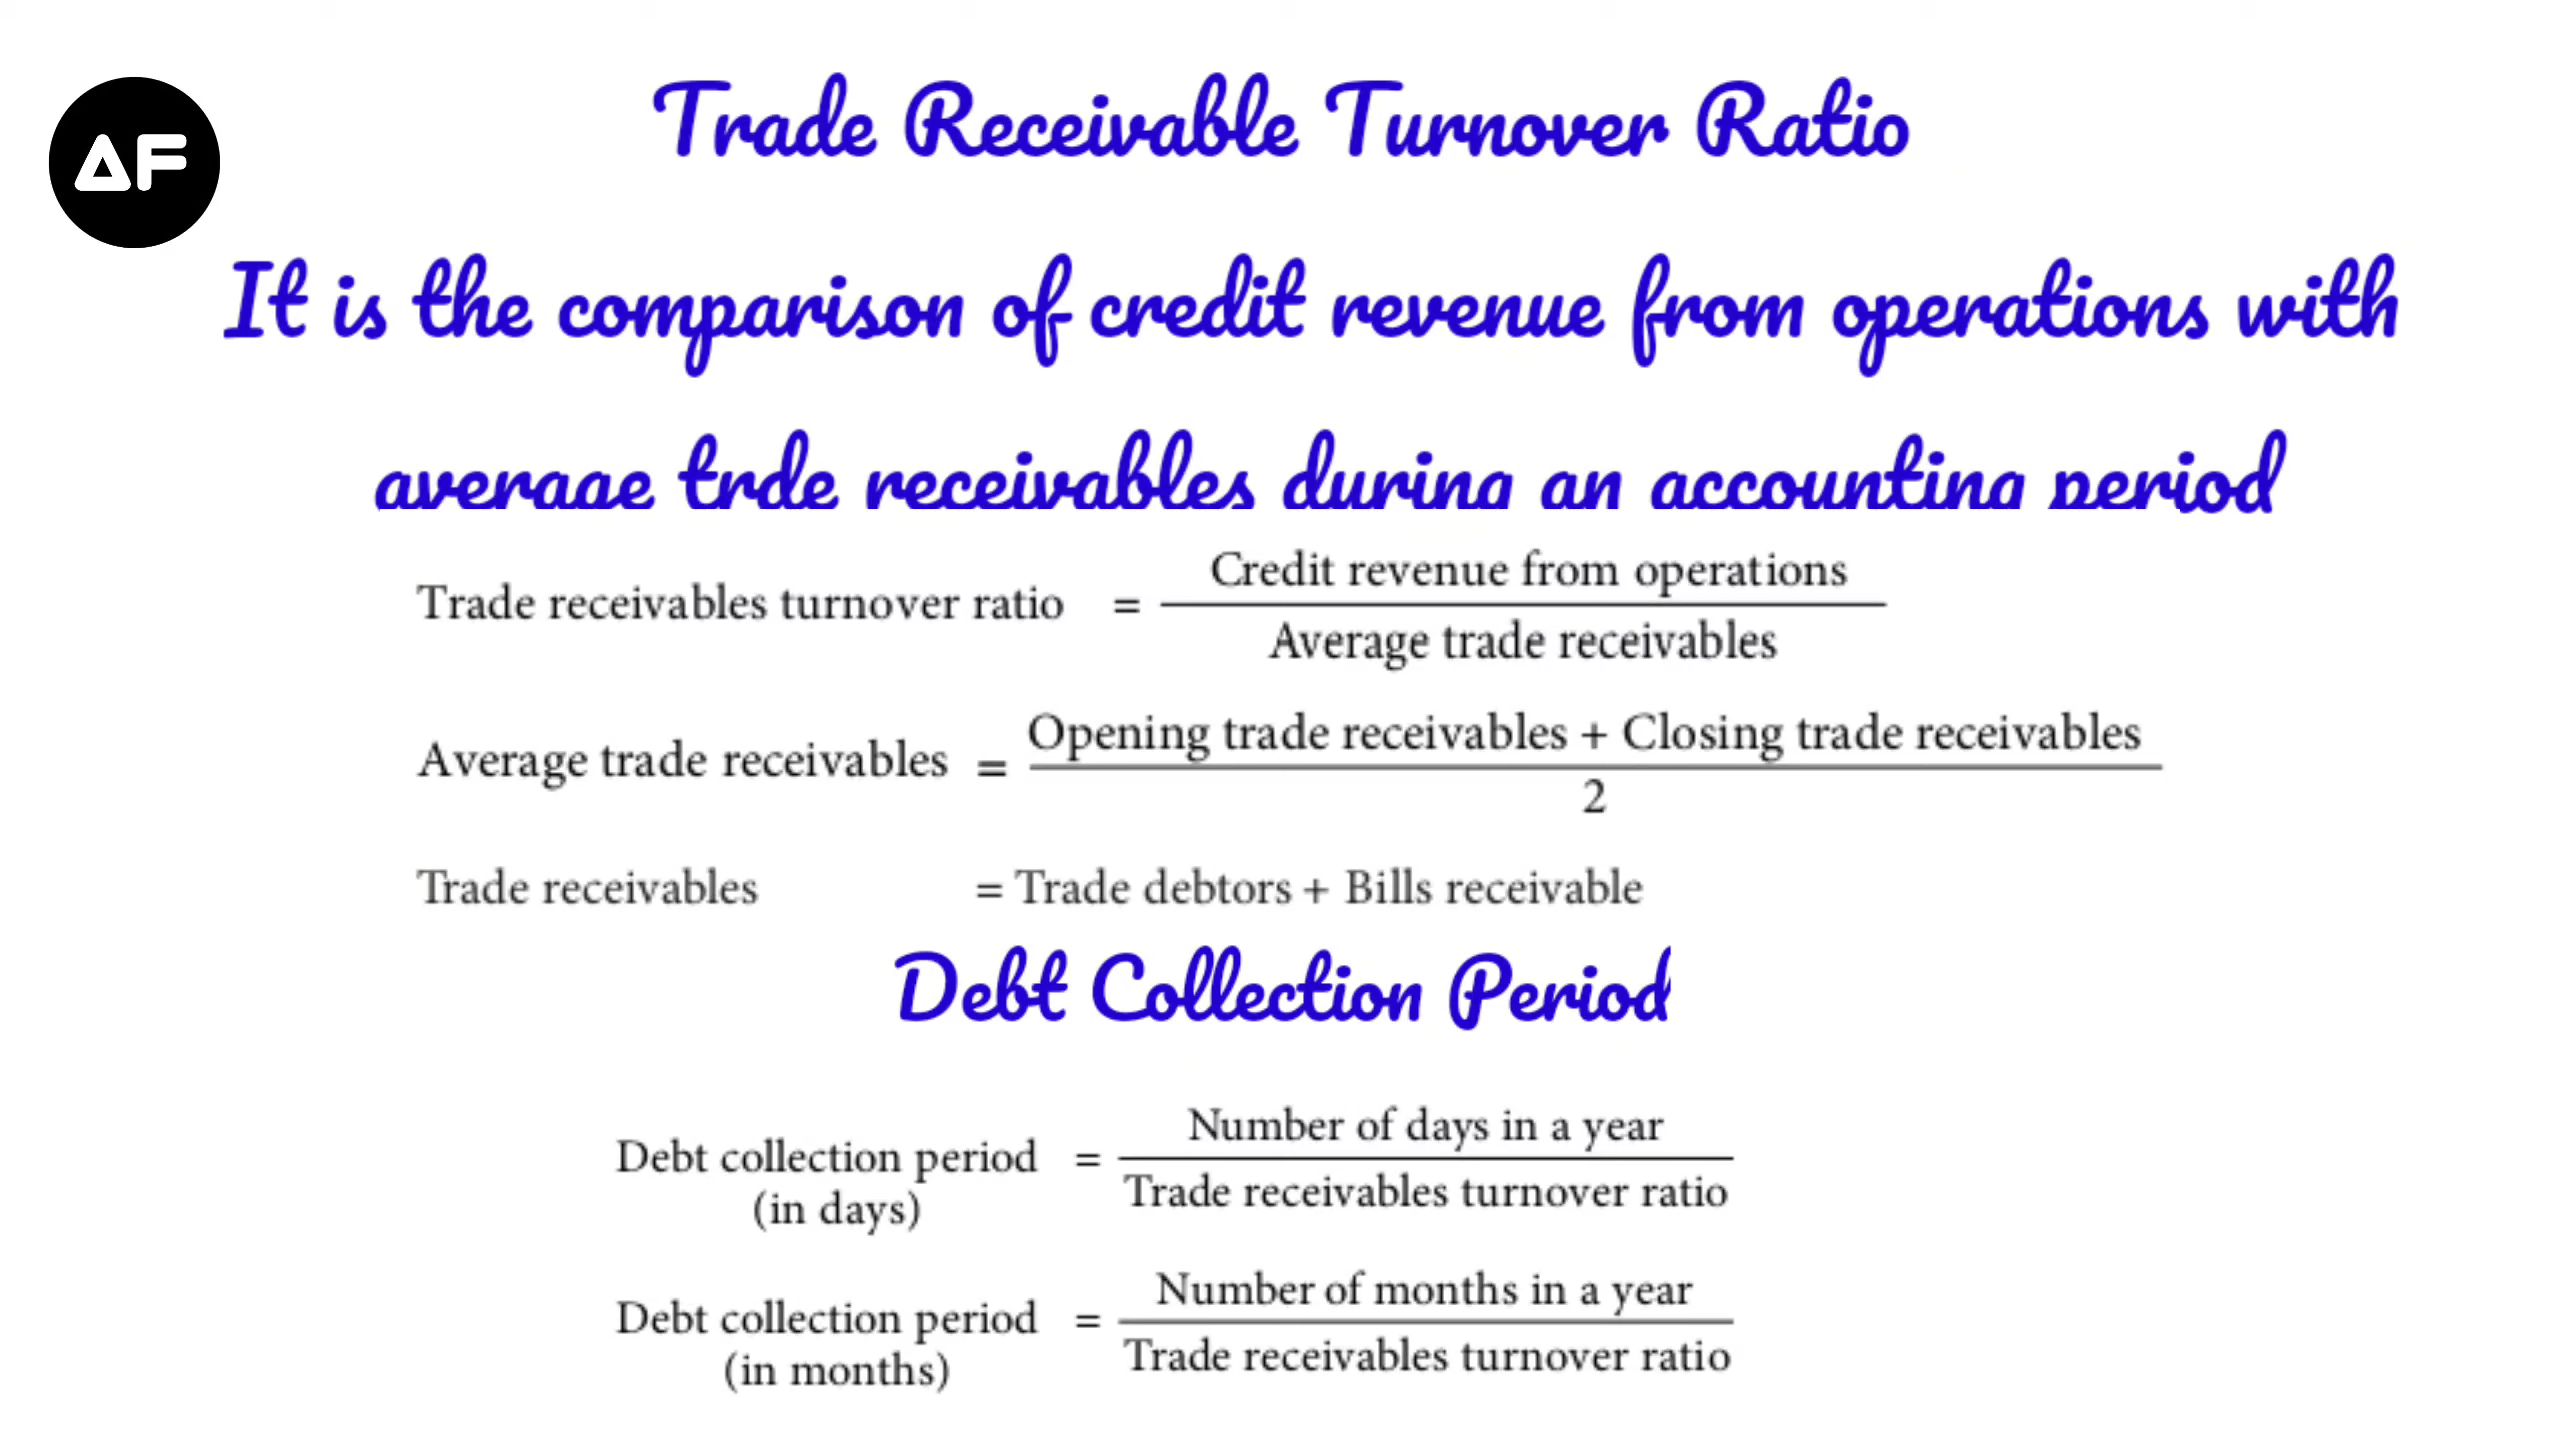 AF
Trade Receivable Turnover Ratio
It is the comparison of credit revenue from operations with
average trde receivables during an accounting period
Trade receivables turnover ratio = Credit revenue from operations
Average trade receivables
Average trade receivables = Opening trade receivables + Closing trade receivables
2
Trade receivables = Trade debtors + Bills receivable
Debt Collection Period
Debt collection period = Number of days in a year
(in days) Trade receivables turnover ratio
Debt collection period = Number of months in a year
(in months) Trade receivables turnover ratio